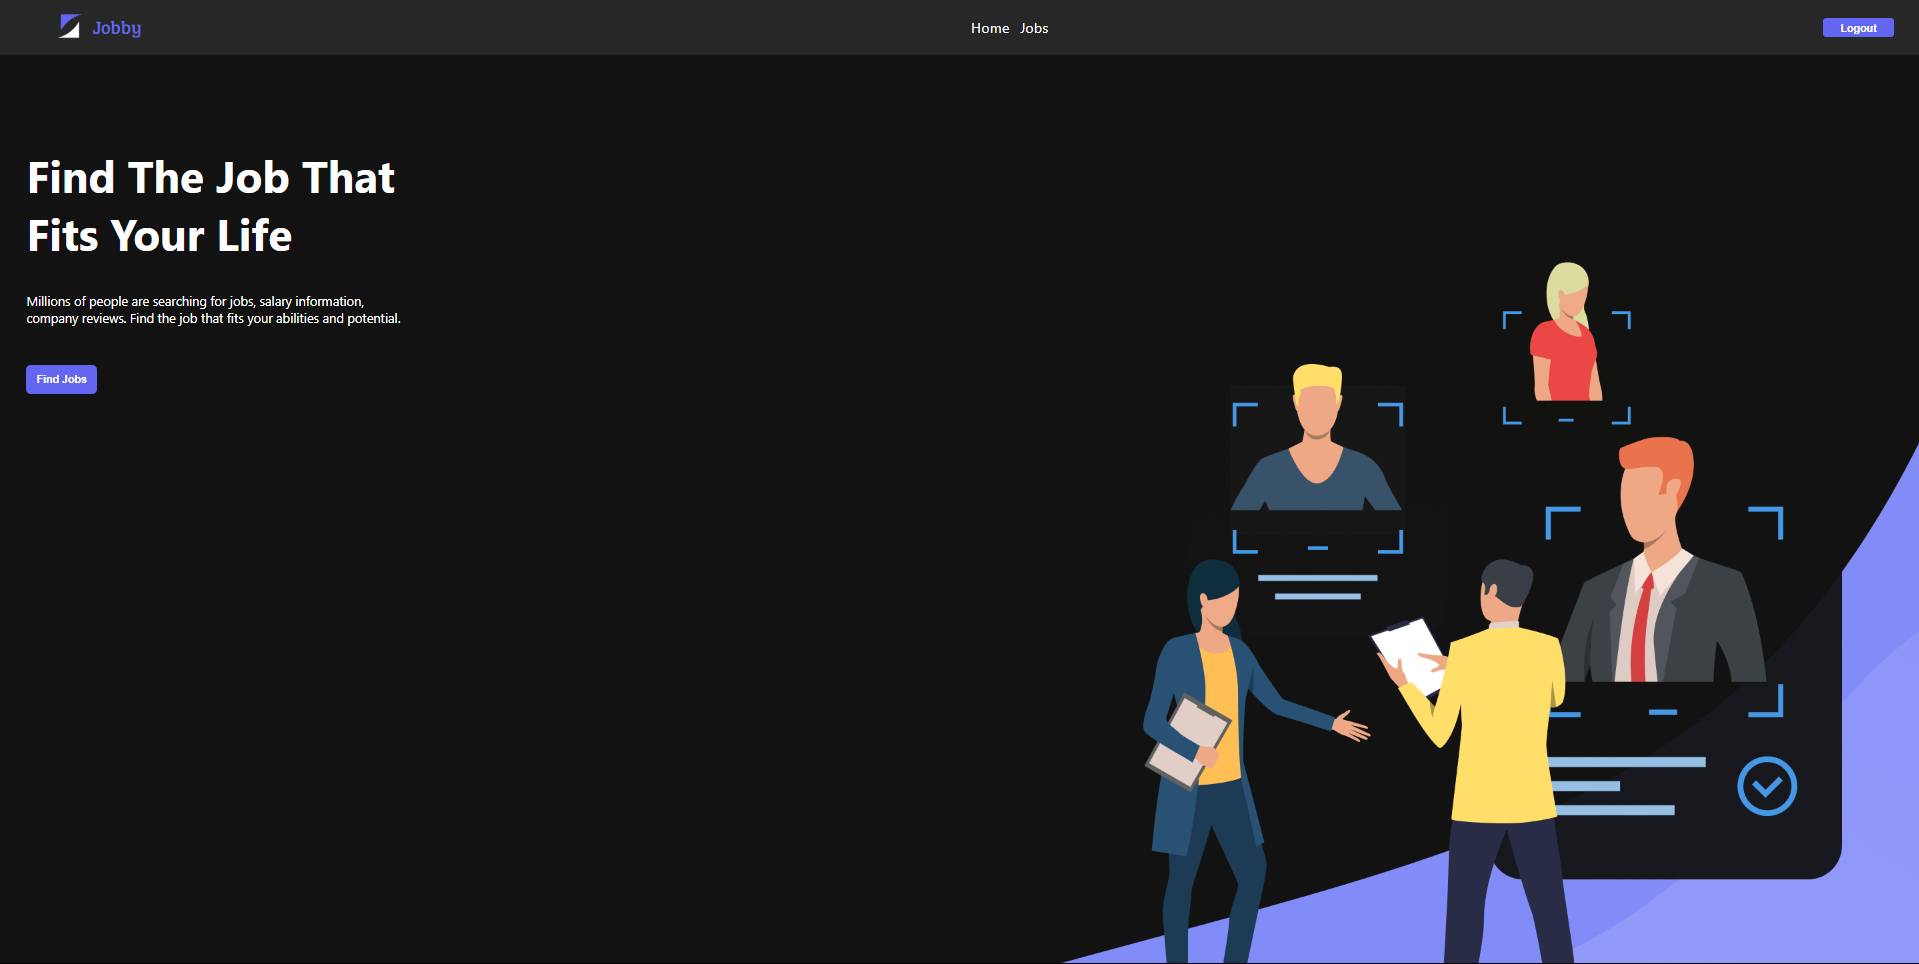 Jobby
Home Jobs
Logout
Find The Job That
Fits Your Life
Millions of people are searching for jobs, salary information,
company reviews. Find the job that fits your abilities and potential.
Find Jobs